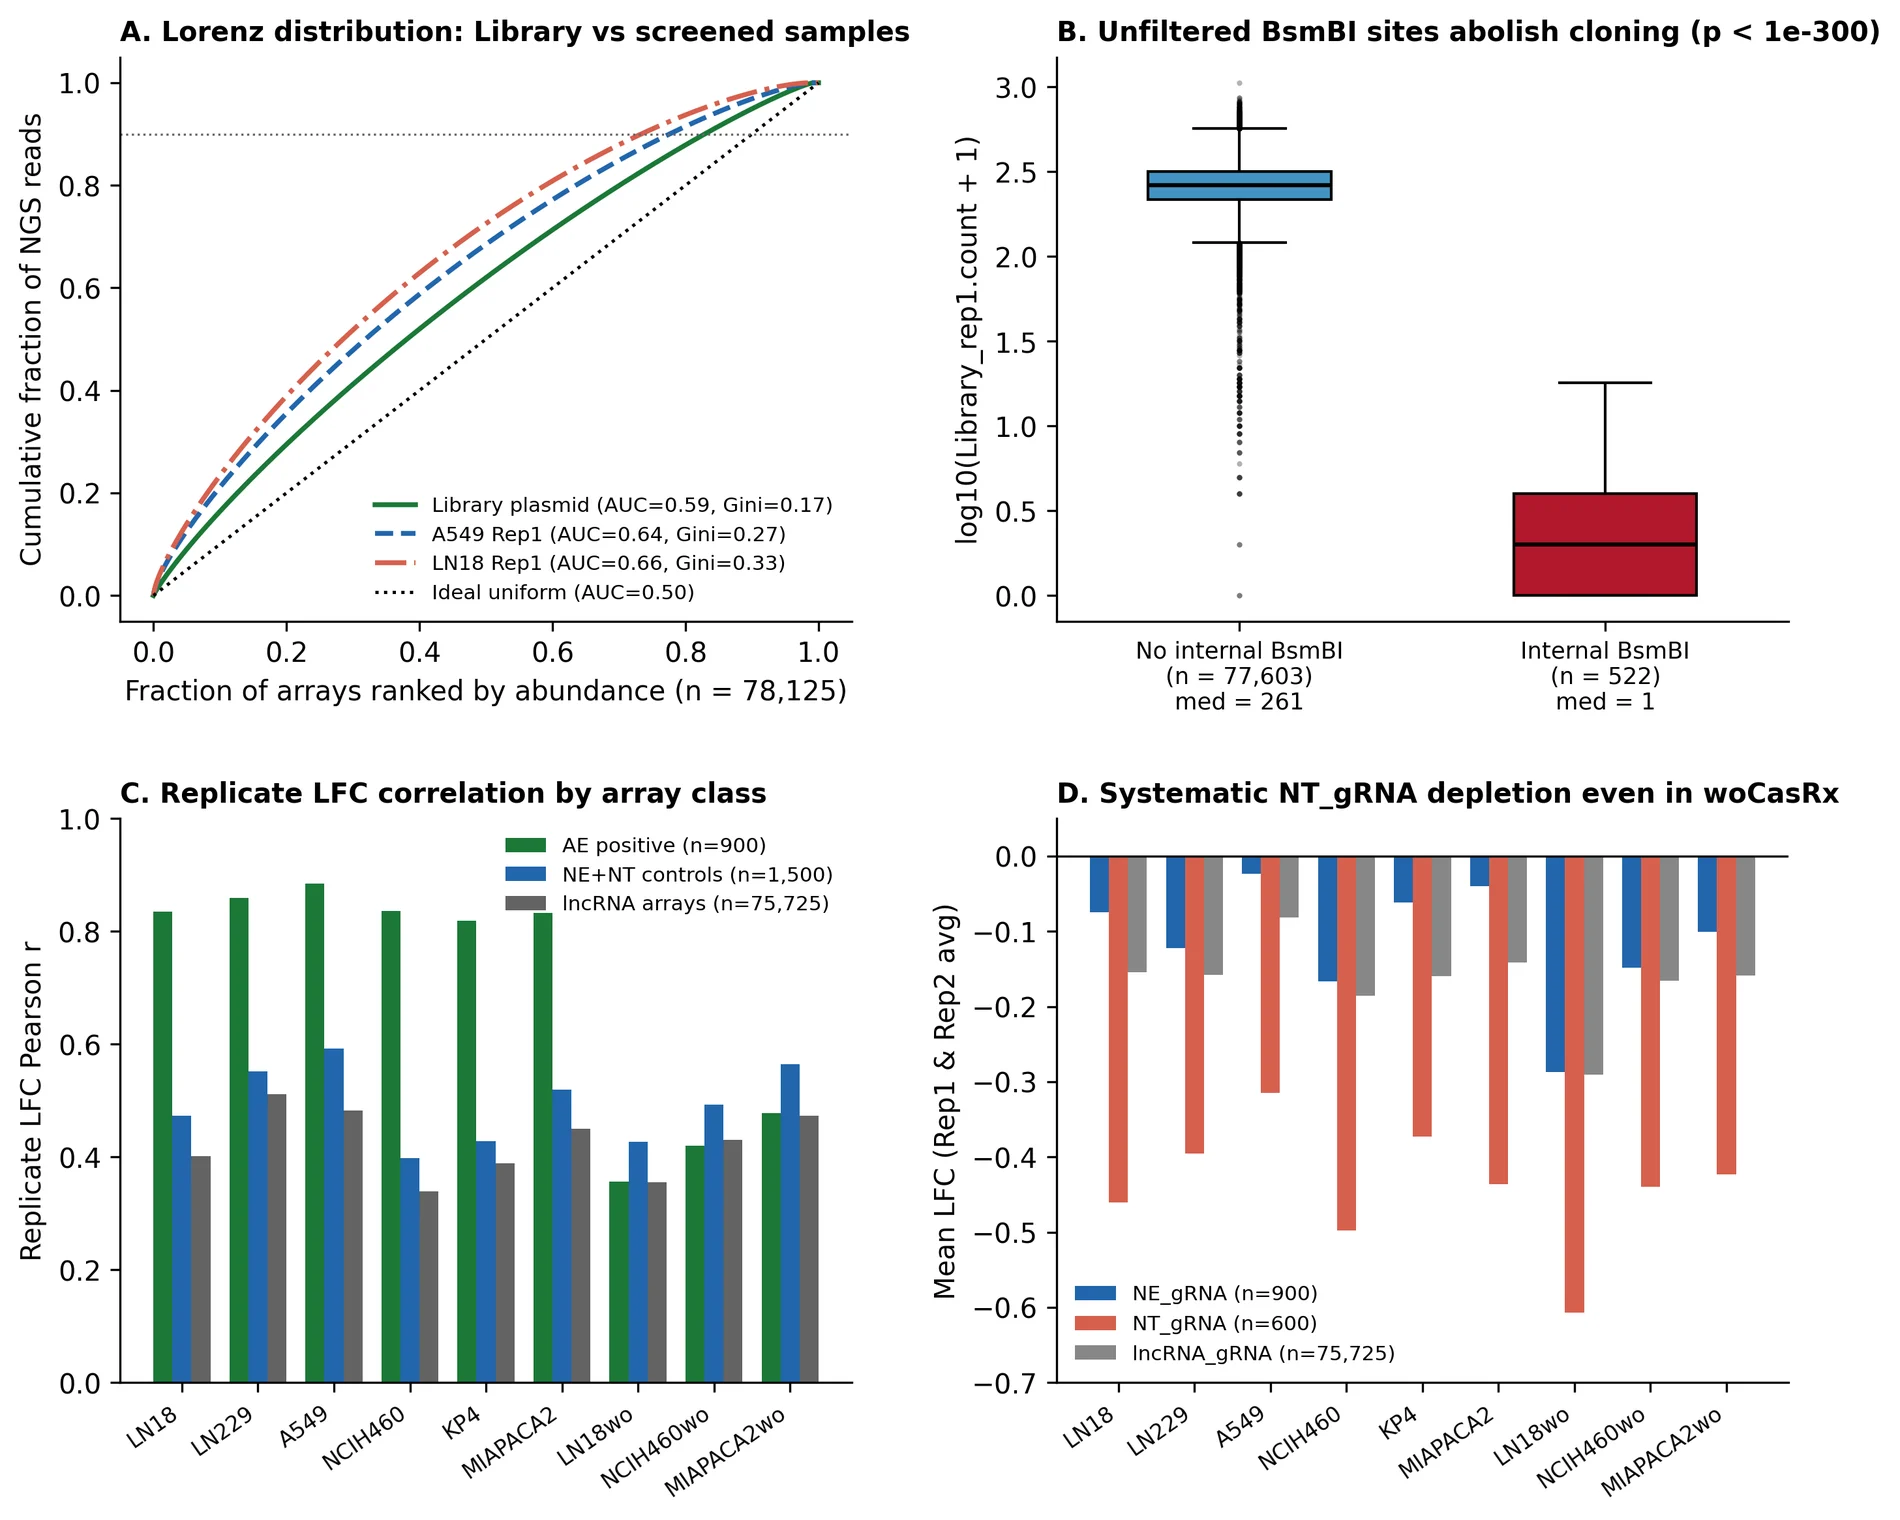 A. Lorenz distribution: Library vs screened samples
Cumulative fraction of NGS reads
1.0
0.8
0.6
0.4
0.2
0.0
Library plasmid (AUC=0.59, Gini=0.17)
A549 Rep1 (AUC=0.64, Gini=0.27)
LN18 Rep1 (AUC=0.66, Gini=0.33)
Ideal uniform (AUC=0.50)
0.0 0.2 0.4 0.6 0.8 1.0
Fraction of arrays ranked by abundance (n = 78,125)
B. Unfiltered BsmBI sites abolish cloning (p < 1e-300)
log10(Library_rep1.count + 1)
3.0
2.5
2.0
1.5
1.0
0.5
0.0
No internal BsmBI
(n = 77,603)
med = 261
Internal BsmBI
(n = 522)
med = 1
C. Replicate LFC correlation by array class
Replicate LFC Pearson r
1.0
0.8
0.6
0.4
0.2
0.0
AE positive (n=900)
NE+NT controls (n=1,500)
lncRNA arrays (n=75,725)
LN18
LN229
A549
NCIH460
KP4
MIAPACA2
LN18wo
NCIH460wo
MIAPACA2wo
D. Systematic NT_gRNA depletion even in woCasRx
Mean LFC (Rep1 & Rep2 avg)
0.0
−0.1
−0.2
−0.3
−0.4
−0.5
−0.6
−0.7
NE_gRNA (n=900)
NT_gRNA (n=600)
lncRNA_gRNA (n=75,725)
LN18
LN229
A549
NCIH460
KP4
MIAPACA2
LN18wo
NCIH460wo
MIAPACA2wo